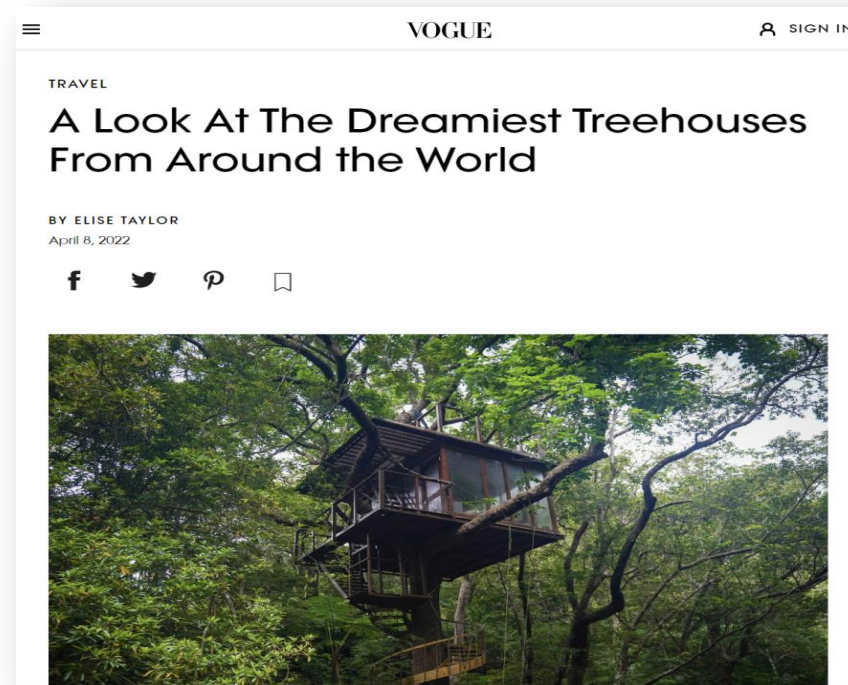 VOGUE
SIGN IN
TRAVEL
A Look At The Dreamiest Treehouses
From Around the World
BY ELISE TAYLOR
April 8, 2022